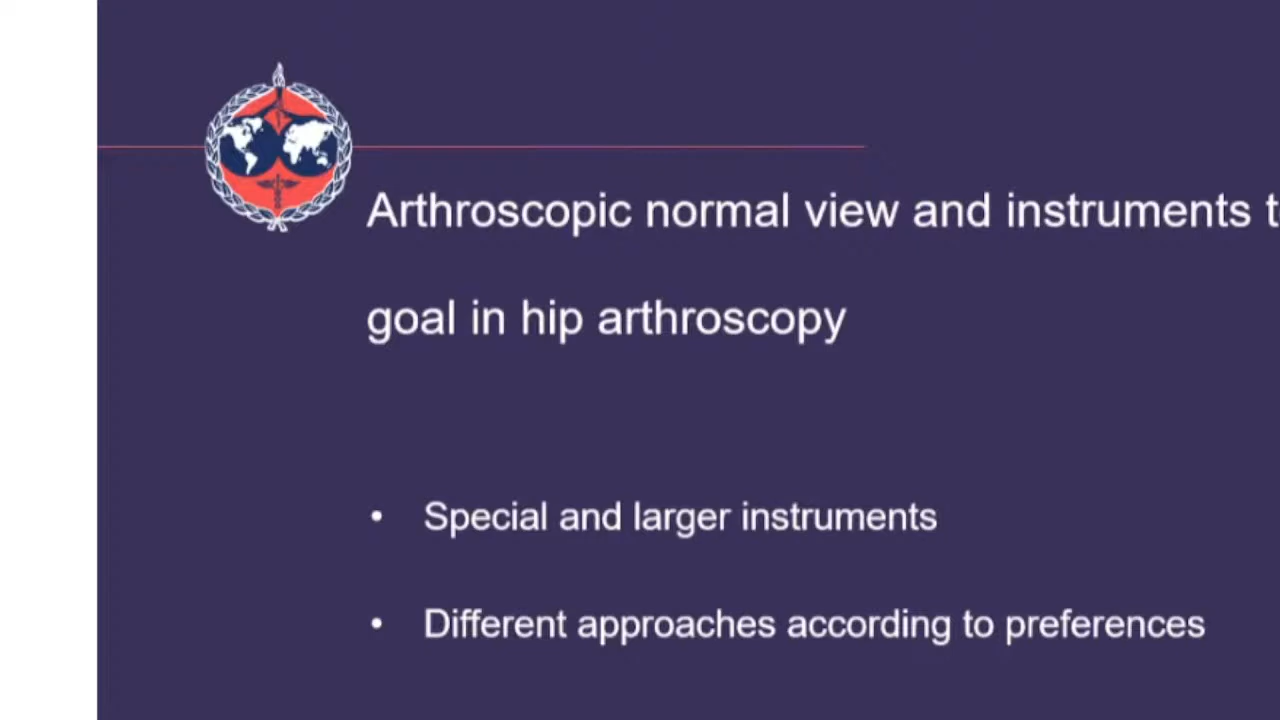 Arthroscopic normal view and instruments t
goal in hip arthroscopy
• Special and larger instruments
• Different approaches according to preferences